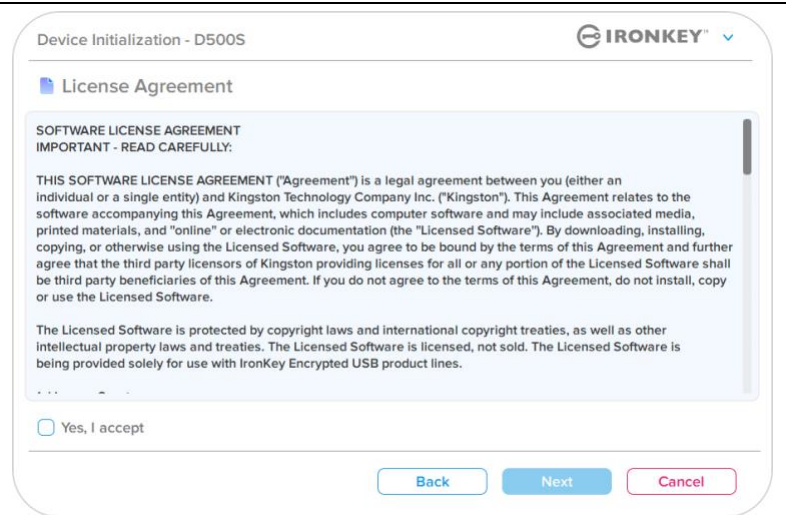 Device Initialization - D500S
IRONKEY™
License Agreement
SOFTWARE LICENSE AGREEMENT
IMPORTANT - READ CAREFULLY:
THIS SOFTWARE LICENSE AGREEMENT ("Agreement") is a legal agreement between you (either an
individual or a single entity) and Kingston Technology Company Inc. ("Kingston"). This Agreement relates to the
software accompanying this Agreement, which includes computer software and may include associated media,
printed materials, and "online" or electronic documentation (the "Licensed Software"). By downloading, installing,
copying, or otherwise using the Licensed Software, you agree to be bound by the terms of this Agreement and further
agree that the third party licensors of Kingston providing licenses for all or any portion of the Licensed Software shall
be third party beneficiaries of this Agreement. If you do not agree to the terms of this Agreement, do not install, copy
or use the Licensed Software.
The Licensed Software is protected by copyright laws and international copyright treaties, as well as other
intellectual property laws and treaties. The Licensed Software is licensed, not sold. The Licensed Software is
being provided solely for use with IronKey Encrypted USB product lines.
Yes, I accept
Back
Next
Cancel